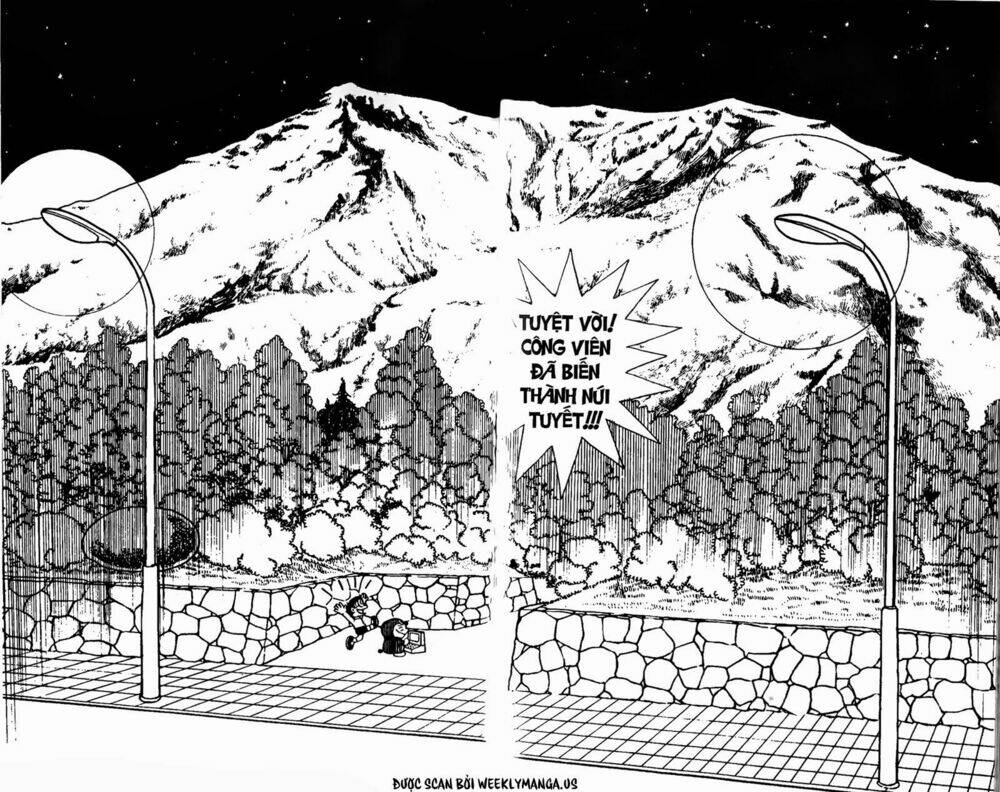 TUYỆT VỜI!
CÔNG VIÊN
ĐÃ BIẾN
THÀNH NÚI
TUYẾT!!!
ĐƯỢC SCAN BỞI WEEKLYMANGA.US